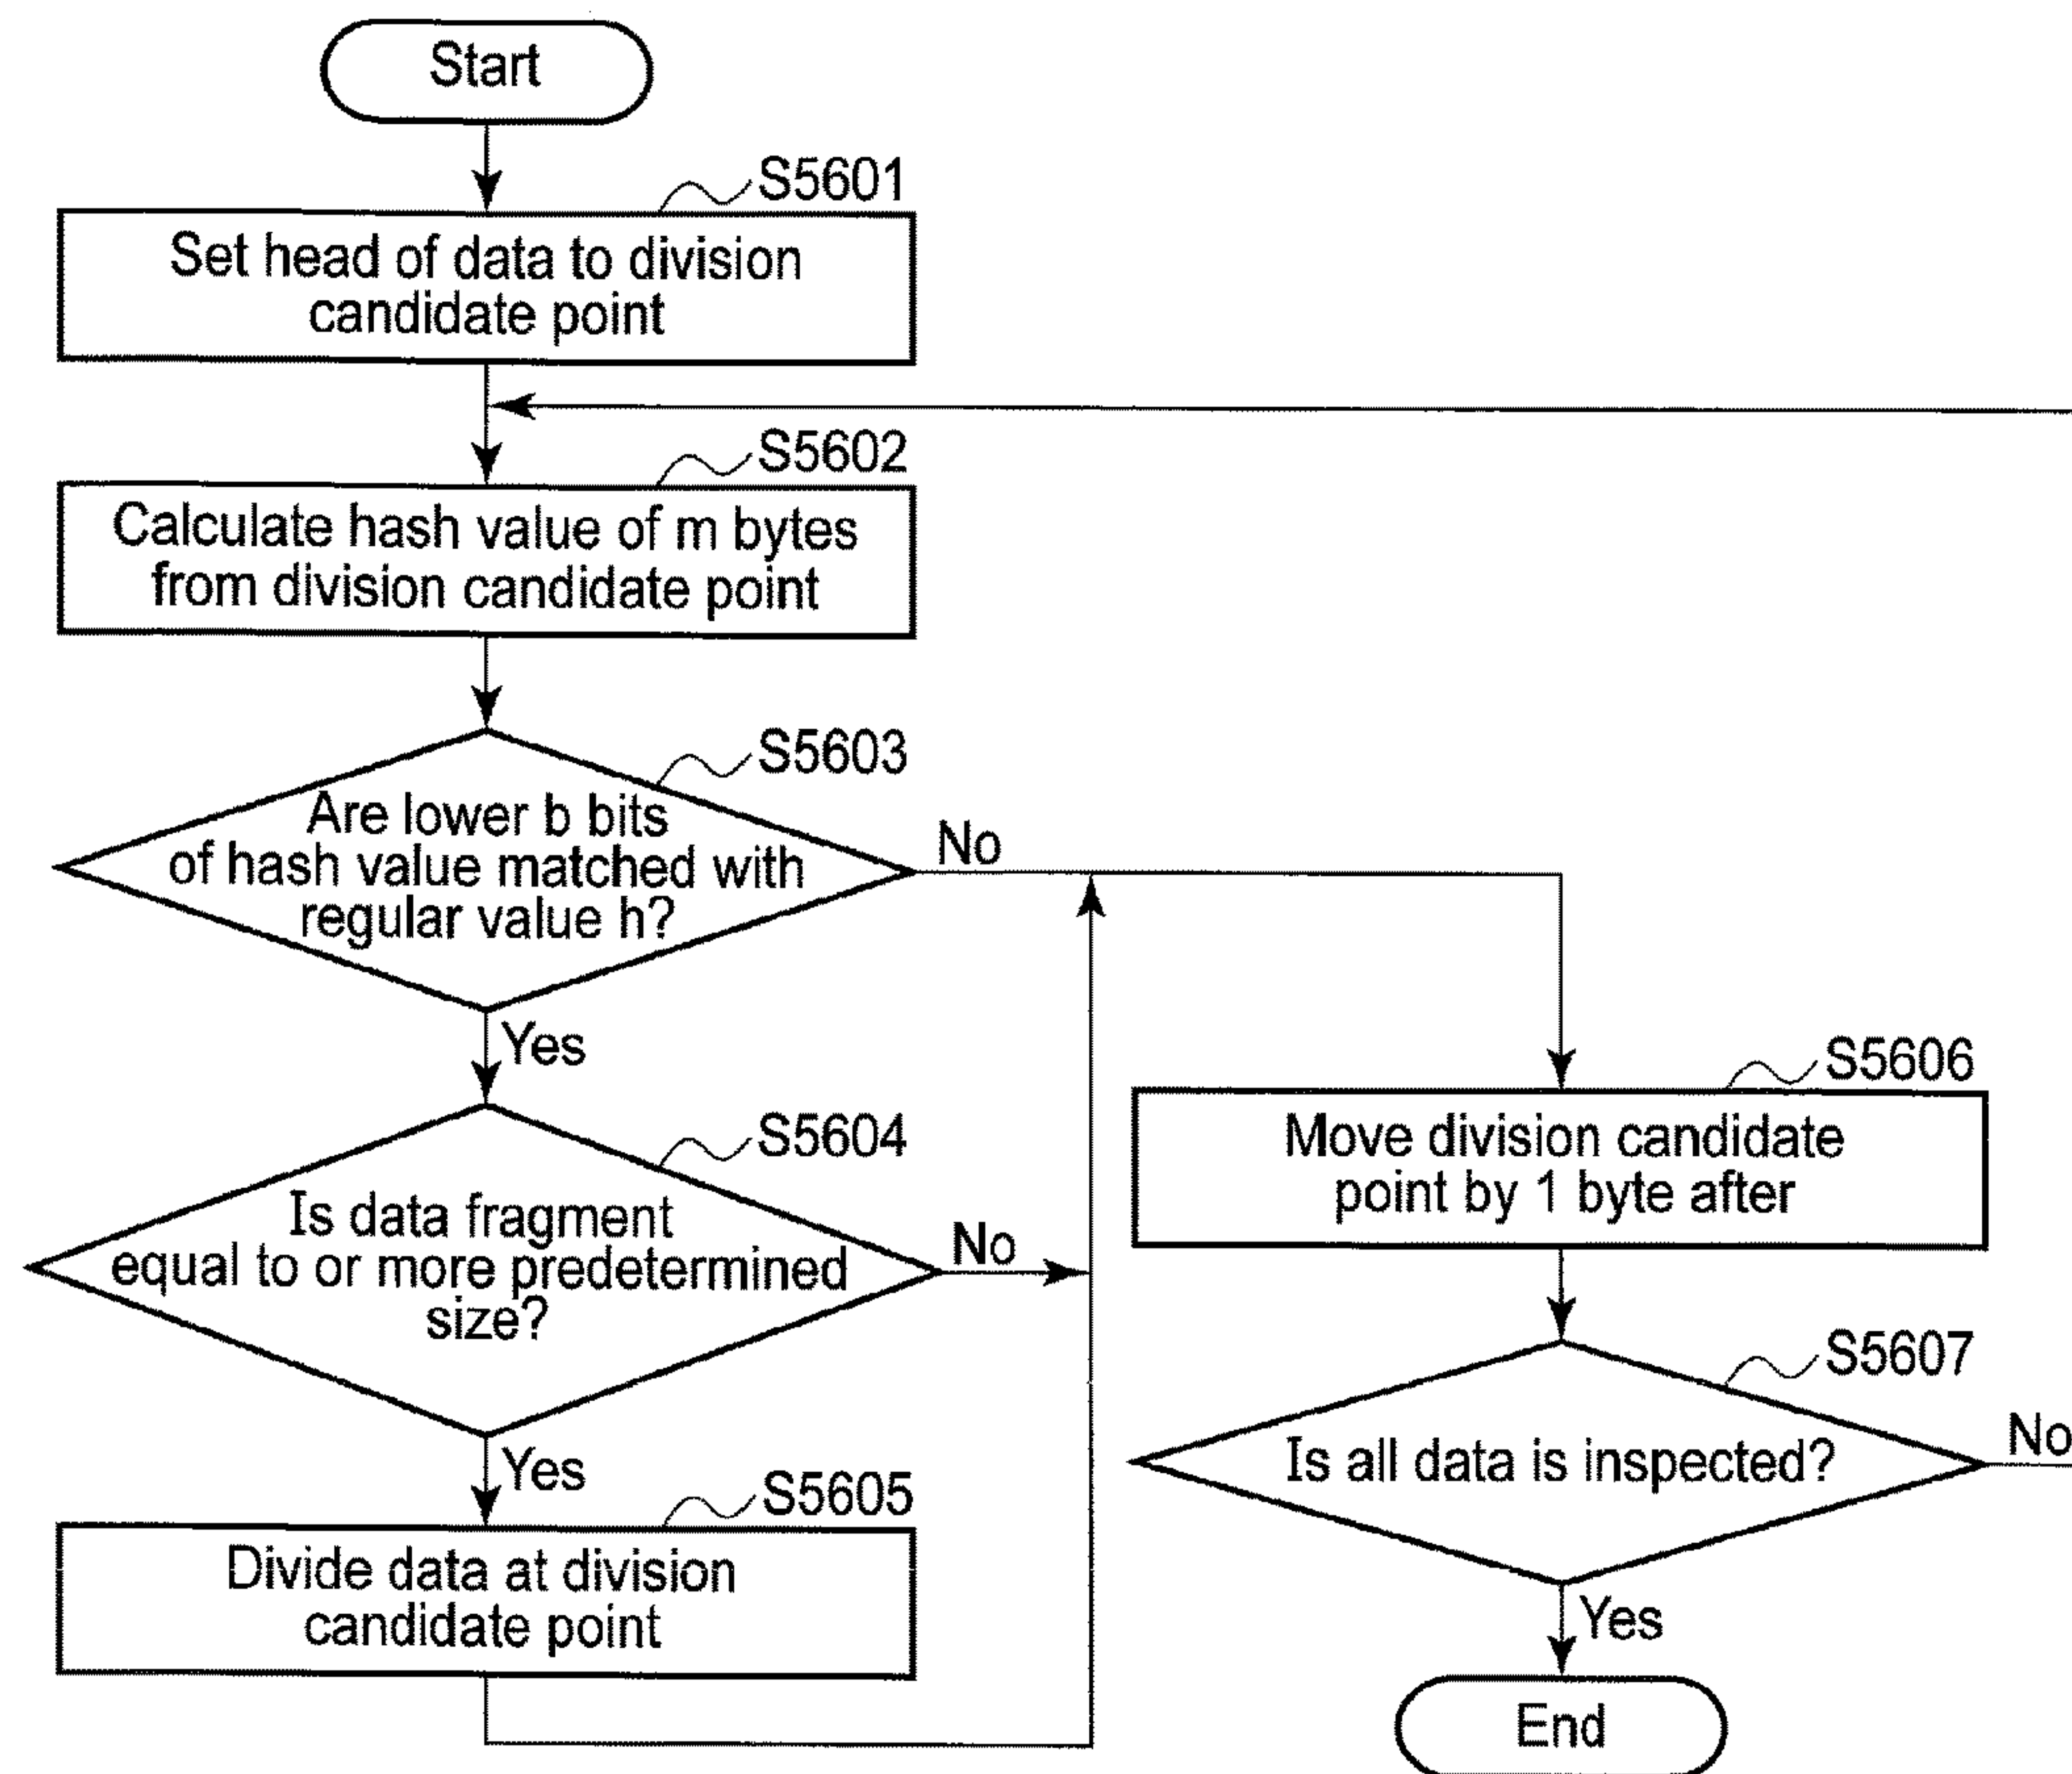 Start
S5601
Set head of data to division
candidate point
S5602
Calculate hash value of m bytes
from division candidate point
S5603
Are lower b bits
of hash value matched with
regular value h?
No
Yes
S5604
Is data fragment
equal to or more predetermined
size?
No
Yes
S5605
Divide data at division
candidate point
S5606
Move division candidate
point by 1 byte after
S5607
Is all data is inspected?
No
Yes
End